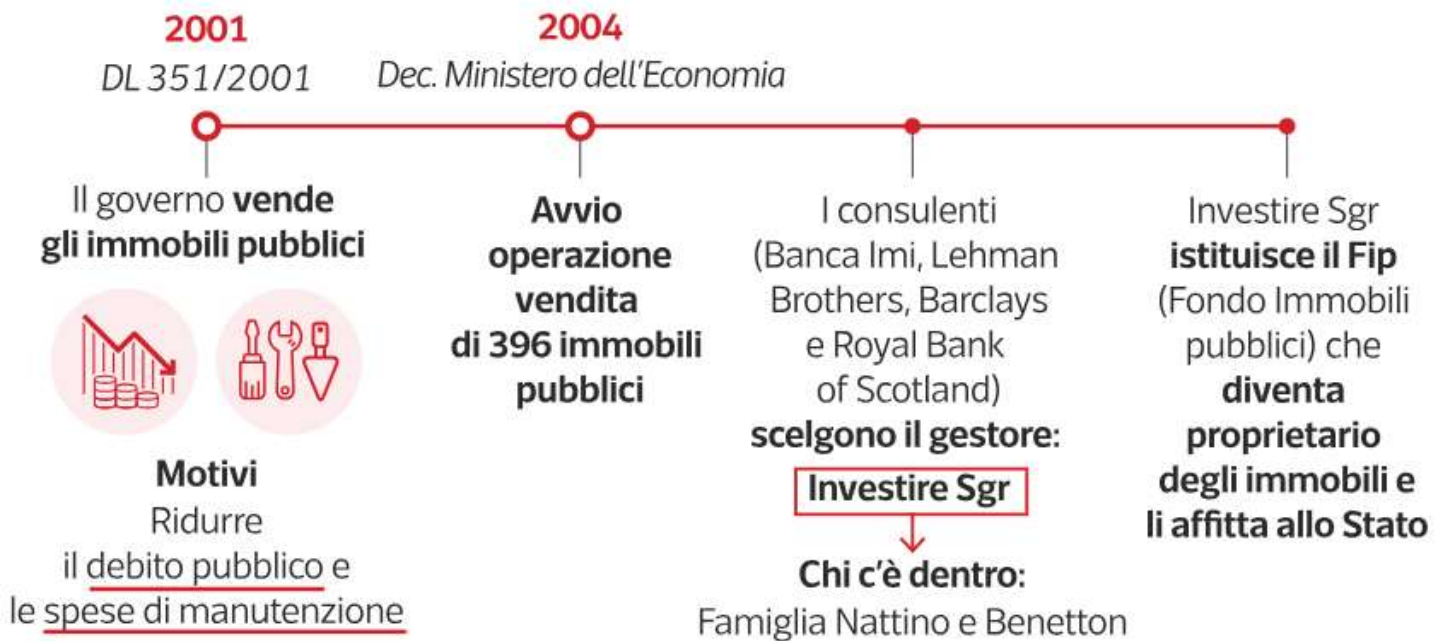 2001
DL 351/2001
Il governo vende
gli immobili pubblici
Motivi
Ridurre
il debito pubblico e
le spese di manutenzione
2004
Dec. Ministero dell'Economia
Avvio
operazione
vendita
di 396 immobili
pubblici
I consulenti
(Banca Imi, Lehman
Brothers, Barclays
e Royal Bank
of Scotland)
scelgono il gestore:
Investire Sgr
Chi c'è dentro:
Famiglia Nattino e Benetton
Investire Sgr
istituisce il Fip
(Fondo Immobili
pubblici) che
diventa
proprietario
degli immobili e
li affitta allo Stato